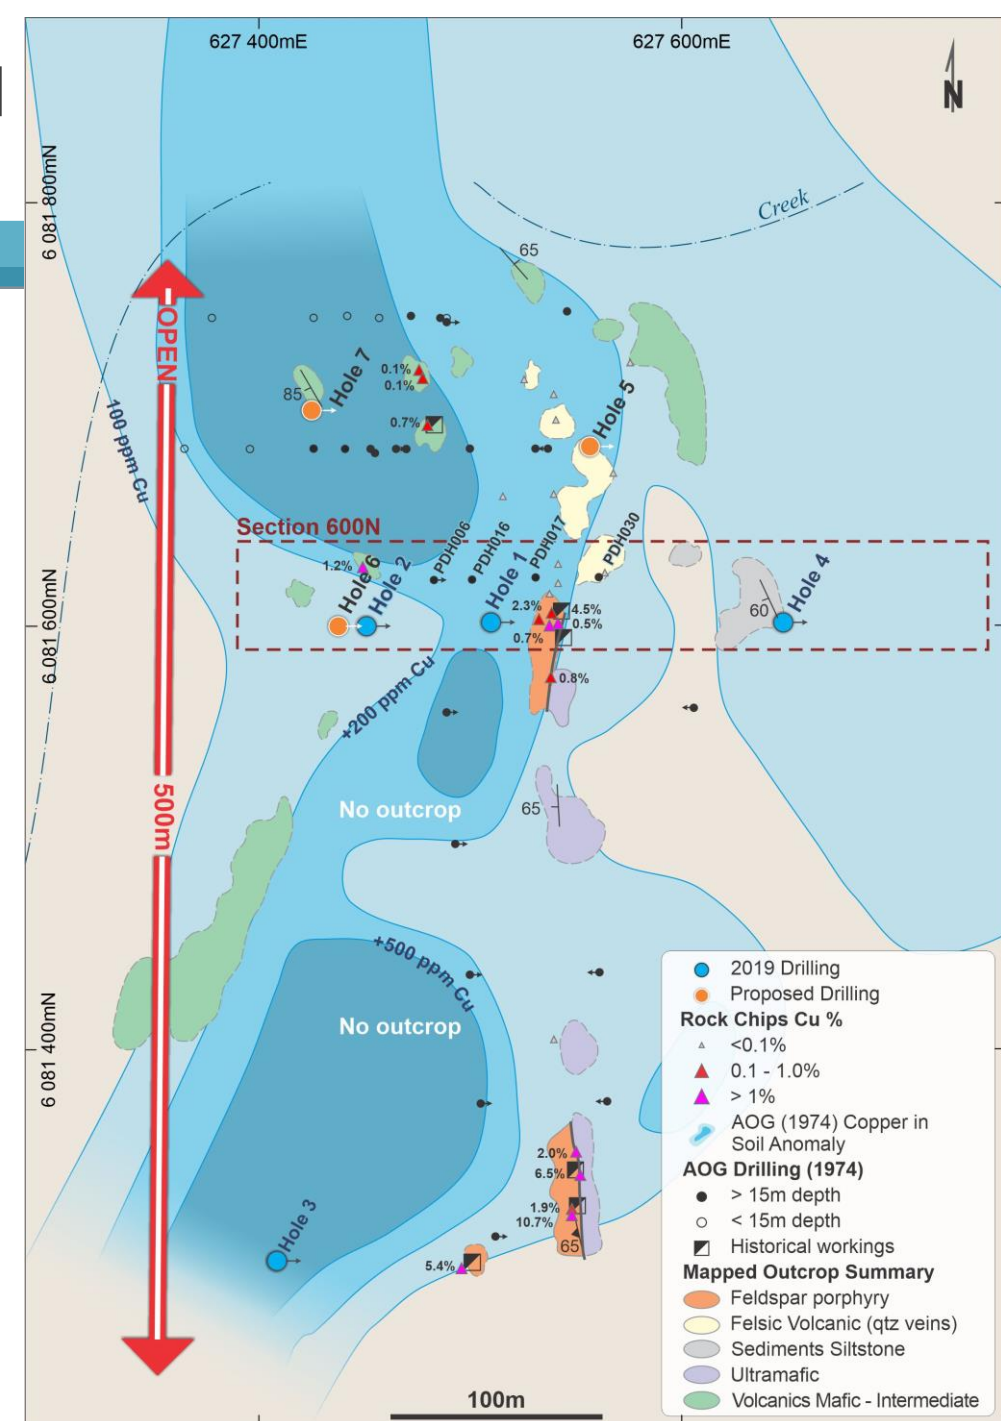 627 400mE
627 600mE
N
6 081 800mN
Creek
65
OPEN
Hole 7
0.1%
0.1%
85
Hole 5
0.7%
100 ppm Cu
Section 600N
PDH006
PDH016
PDH017
PDH030
1.2%
Hole 6
Hole 2
Hole 1
Hole 4
60
2.3%
4.5%
0.5%
0.7%
6 081 600mN
0.8%
+200 ppm Cu
500m
No outcrop
65
+500 ppm Cu
No outcrop
6 081 400mN
2.0%
6.5%
1.9%
10.7%
65
Hole 3
5.4%
100m
2019 Drilling
Proposed Drilling
Rock Chips Cu %
<0.1%
0.1 - 1.0%
> 1%
AOG (1974) Copper in
Soil Anomaly
AOG Drilling (1974)
> 15m depth
< 15m depth
Historical workings
Mapped Outcrop Summary
Feldspar porphyry
Felsic Volcanic (qtz veins)
Sediments Siltstone
Ultramafic
Volcanics Mafic - Intermediate